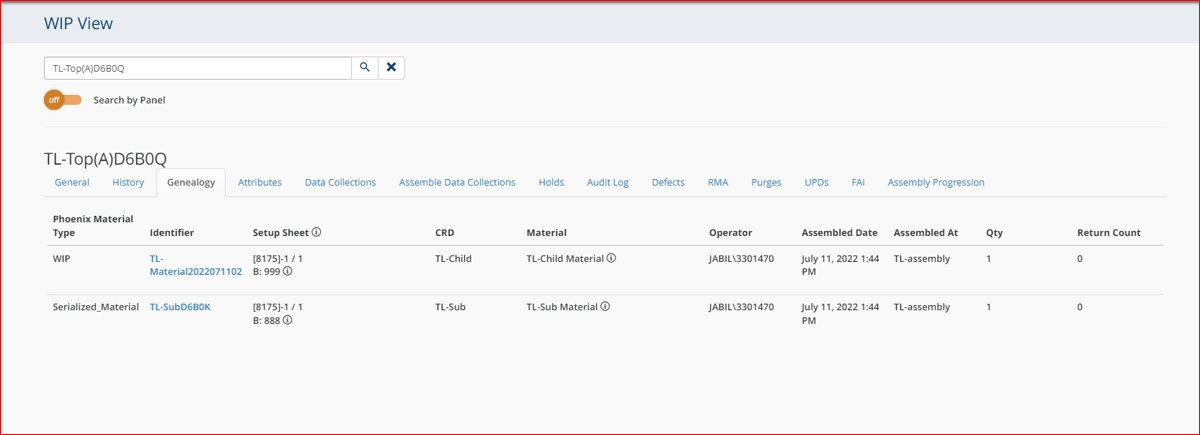 WIP View
TL-Top(A)D6B0Q
off Search by Panel
TL-Top(A)D6B0Q
General History Genealogy Attributes Data Collections Assemble Data Collections Holds Audit Log Defects RMA Purges UPDs FAI Assembly Progression
Phoenix Material
Type Identifier Setup Sheet CRD Material Operator Assembled Date Assembled At Qty Return Count
WIP TL- [8175]-1 / 1 TL-Child TL-Child Material JABIL\3301470 July 11, 2022 1:44 TL-assembly 1 0
Material2022071102 B: 999 PM
Serialized_Material TL-SubD6B0K [8175]-1 / 1 TL-Sub TL-Sub Material JABIL\3301470 July 11, 2022 1:44 TL-assembly 1 0
B: 888 PM